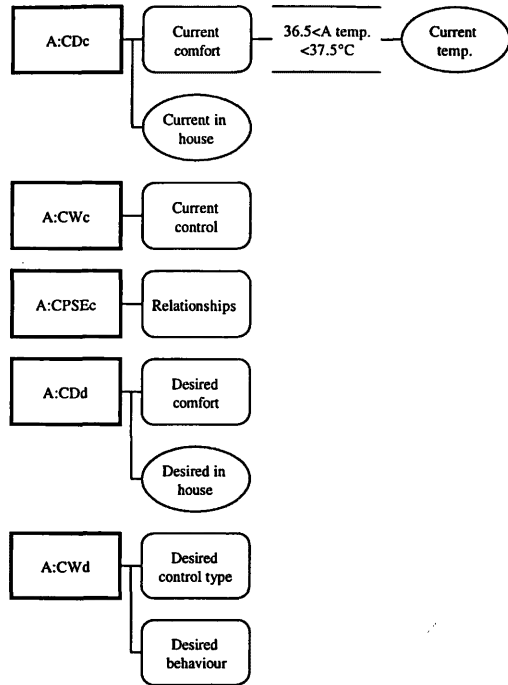 A:CDc
Current
comfort
36.5<A temp.
<37.5°C
Current
temp.
Current in
house
A:CWc
Current
control
A:CPSEc
Relationships
A:CDd
Desired
comfort
Desired in
house
A:CWd
Desired
control type
Desired
behaviour